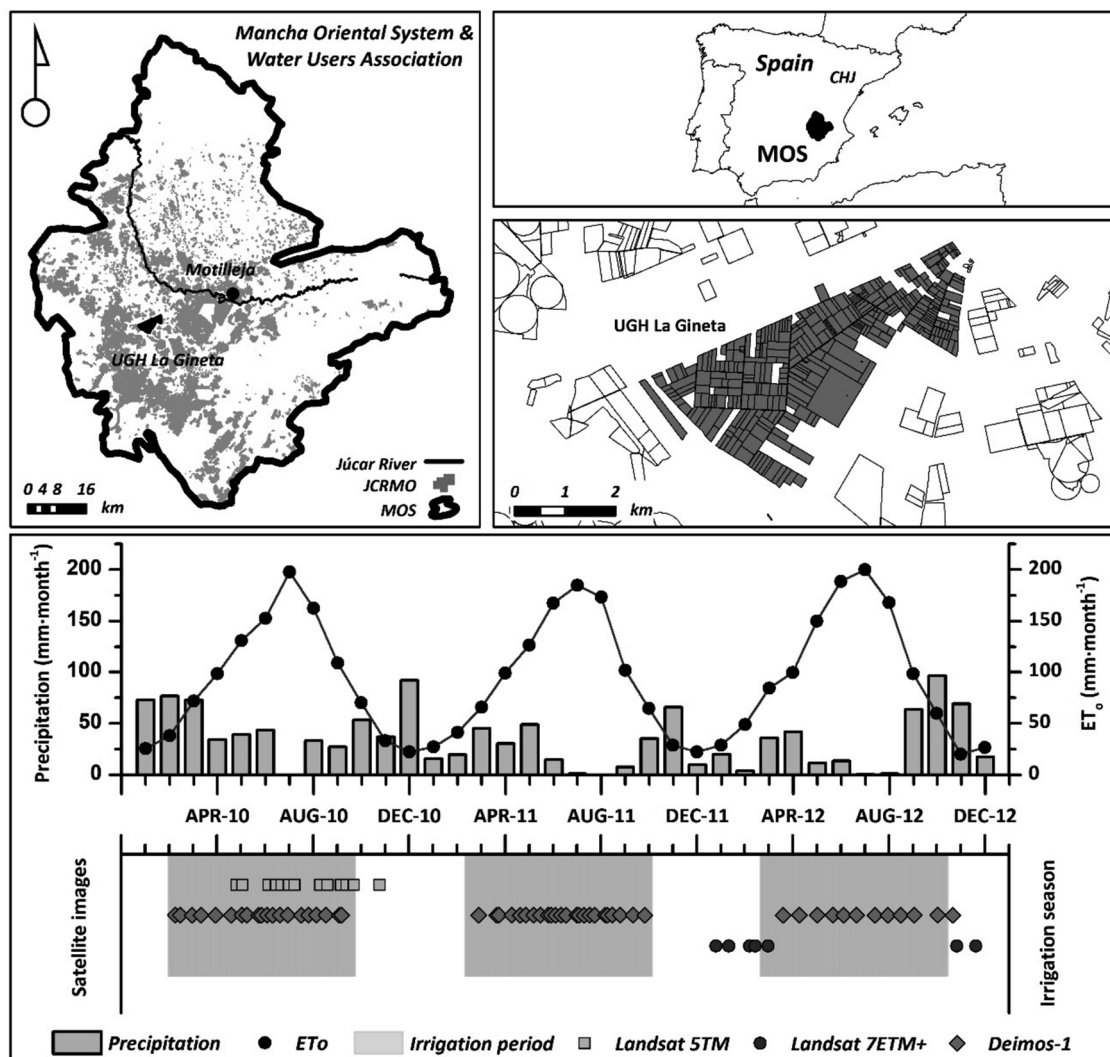 Mancha Oriental System &
Water Users Association
Motilleja
UGH La Gineta
Júcar River
JCRMO
MOS
0 4 8 16
km
Spain
CHJ
MOS
UGH La Gineta
0 1 2
km
Precipitation (mm·month⁻¹)
200
150
100
50
0
200
150
100
50
0
ETₒ (mm·month⁻¹)
APR-10 AUG-10 DEC-10 APR-11 AUG-11 DEC-11 APR-12 AUG-12 DEC-12
Satellite images
Irrigation season
Precipitation ETo Irrigation period Landsat 5TM Landsat 7ETM+ Deimos-1